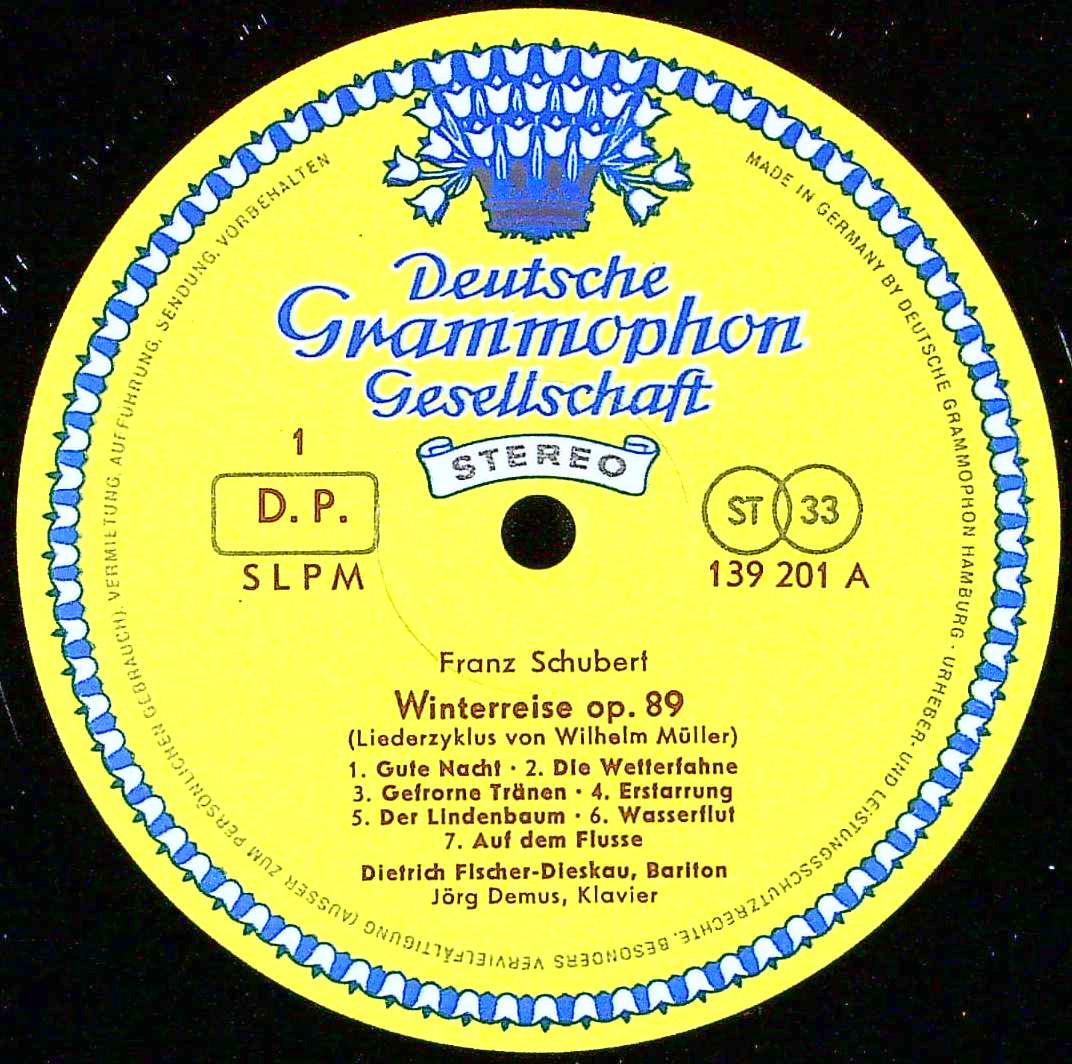 Deutsche
Grammophon
Gesellschaft
STEREO
1
D. P.
SLPM
ST 33
139 201 A
Franz Schubert
Winterreise op. 89
(Liederzyklus von Wilhelm Müller)
1. Gute Nacht · 2. Die Wetterfahne
3. Gefrorne Tränen · 4. Erstarrung
5. Der Lindenbaum · 6. Wasserflut
7. Auf dem Flusse
Dietrich Fischer-Dieskau, Bariton
Jörg Demus, Klavier
MADE IN GERMANY BY DEUTSCHE GRAMMOPHON HAMBURG · URHEBER- UND LEISTUNGSSCHUTZRECHTE, BESONDERS VERVIELFÄLTIGUNG (AUSSER ZUM PERSÖNLICHEN GEBRAUCH), VERMIETUNG, AUFFÜHRUNG, SENDUNG, VORBEHALTEN